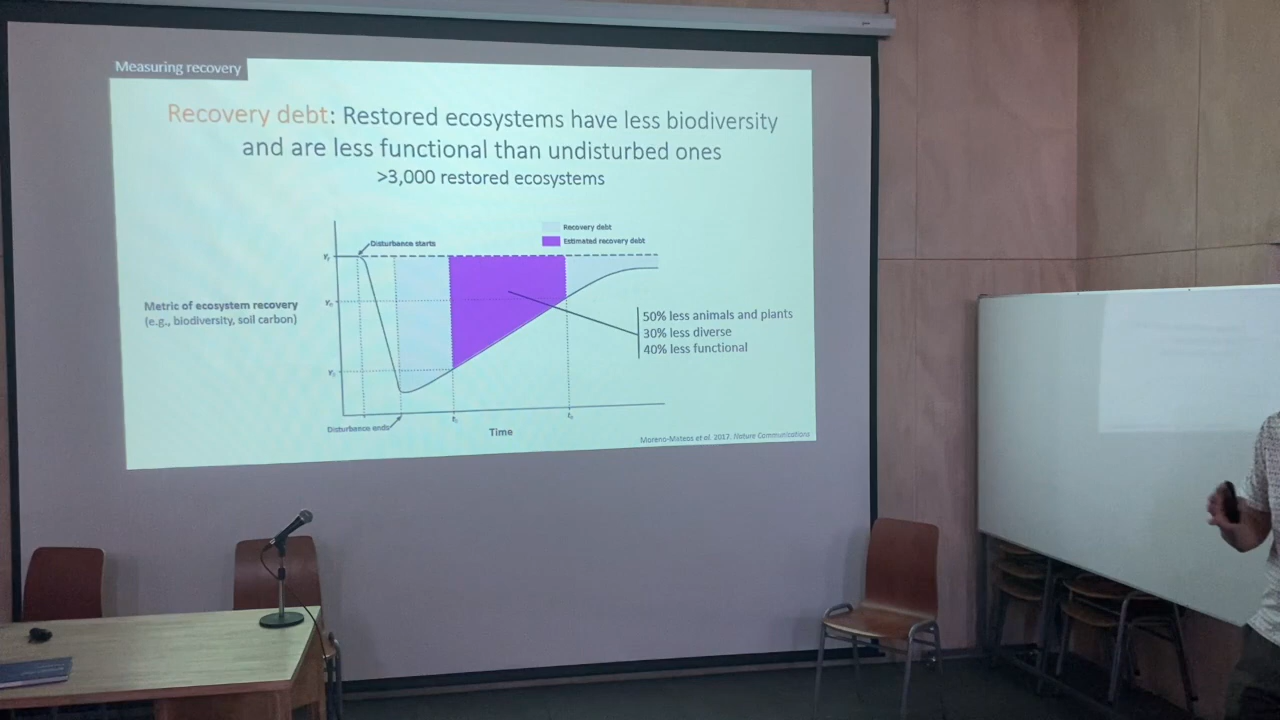 Measuring recovery
Recovery debt: Restored ecosystems have less biodiversity
and are less functional than undisturbed ones
>3,000 restored ecosystems
Recovery debt
Estimated recovery debt
Disturbance starts
Metric of ecosystem recovery
(e.g., biodiversity, soil carbon)
50% less animals and plants
30% less diverse
40% less functional
Disturbance ends
Time
Moreno-Mateos et al. 2017, Nature Communications